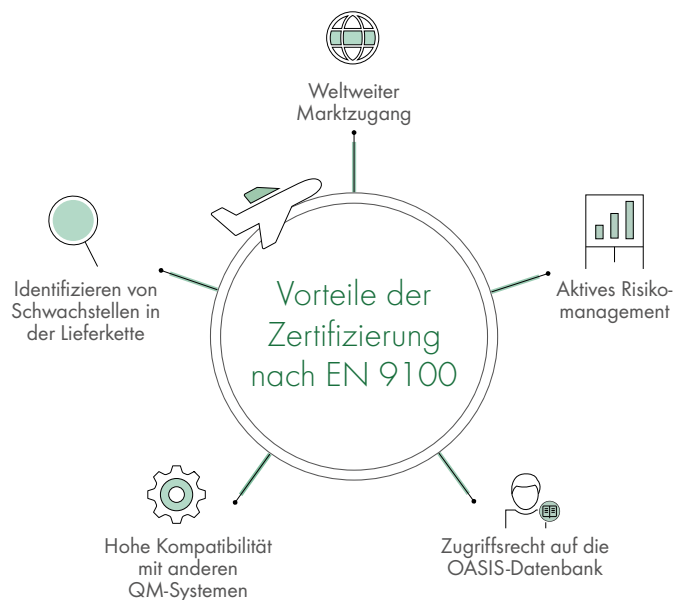 Weltweiter
Marktzugang
Vorteile der
Zertifizierung
nach EN 9100
Aktives Risiko-
management
Zugriffsrecht auf die
OASIS-Datenbank
Hohe Kompatibilität
mit anderen
QM-Systemen
Identifizieren von
Schwachstellen in
der Lieferkette